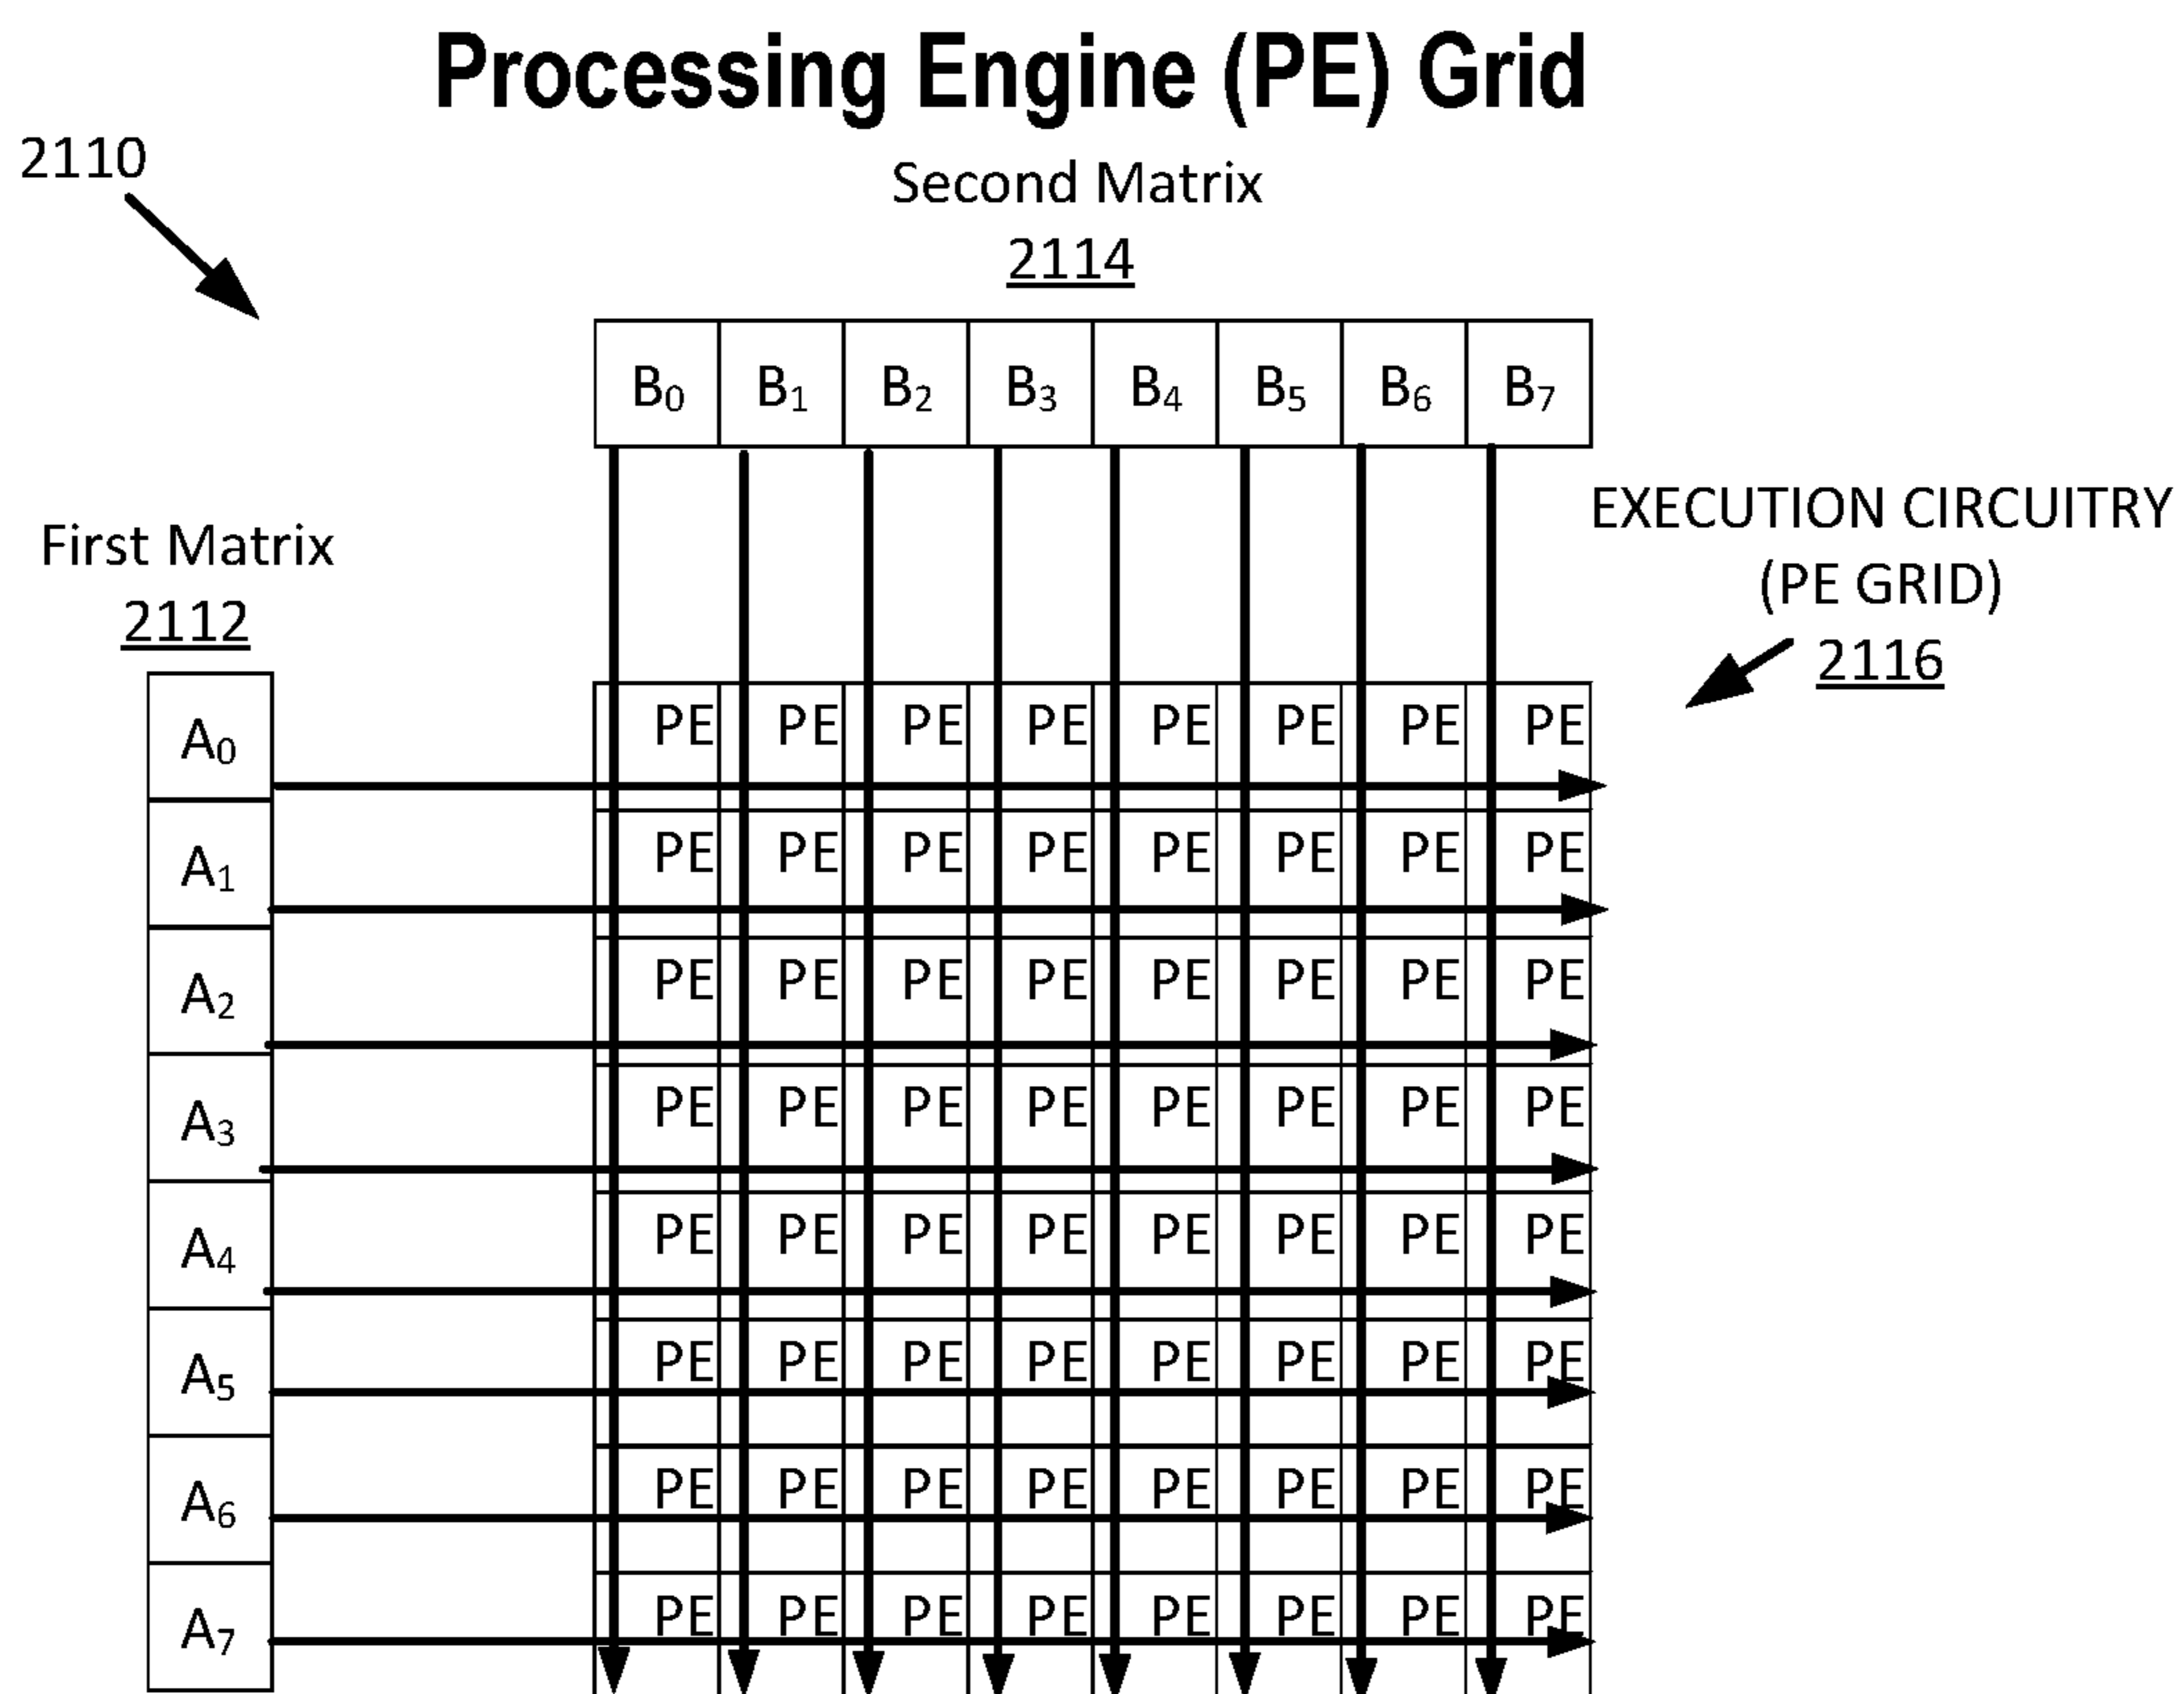 Processing Engine (PE) Grid
2110
Second Matrix
2114
B0 B1 B2 B3 B4 B5 B6 B7
EXECUTION CIRCUITRY
(PE GRID)
2116
First Matrix
2112
A0 PE PE PE PE PE PE PE PE
A1 PE PE PE PE PE PE PE PE
A2 PE PE PE PE PE PE PE PE
A3 PE PE PE PE PE PE PE PE
A4 PE PE PE PE PE PE PE PE
A5 PE PE PE PE PE PE PE PE
A6 PE PE PE PE PE PE PE PE
A7 PE PE PE PE PE PE PE PE